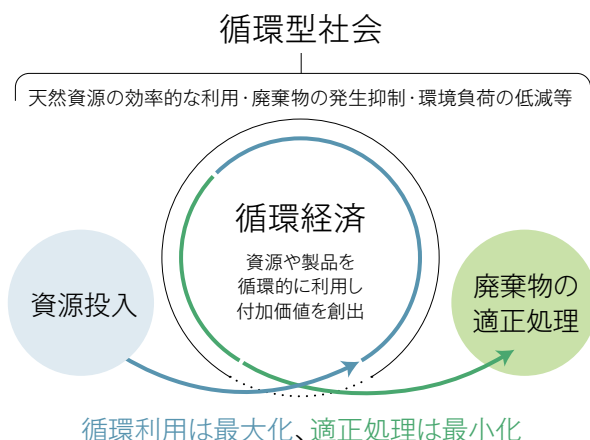 循環型社会
天然資源の効率的な利用・廃棄物の発生抑制・環境負荷の低減等
循環経済
資源や製品を
循環的に利用し
付加価値を創出
資源投入
廃棄物の
適正処理
循環利用は最大化、適正処理は最小化